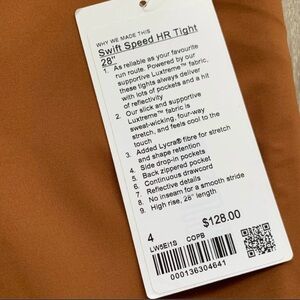 WHY WE MADE THIS
Swift Speed HR Tight
28"
1. As reliable as your favourite
run route. Powered by our
supportive Luxtreme™ fabric,
these tights always deliver
with lots of pockets and a hit
of reflectivity
2. Our slick and supportive
Luxtreme™ fabric is
sweat-wicking, four-way
stretch, and feels cool to the
touch
3. Added Lycra® fibre for stretch
and shape retention
4. Side drop-in pockets
5. Back zippered pocket
6. Continuous drawcord
7. Reflective details
8. No inseam for a smooth stride
9. High rise, 28" length
4
$128.00
LW5EI1S COPB
000136304641